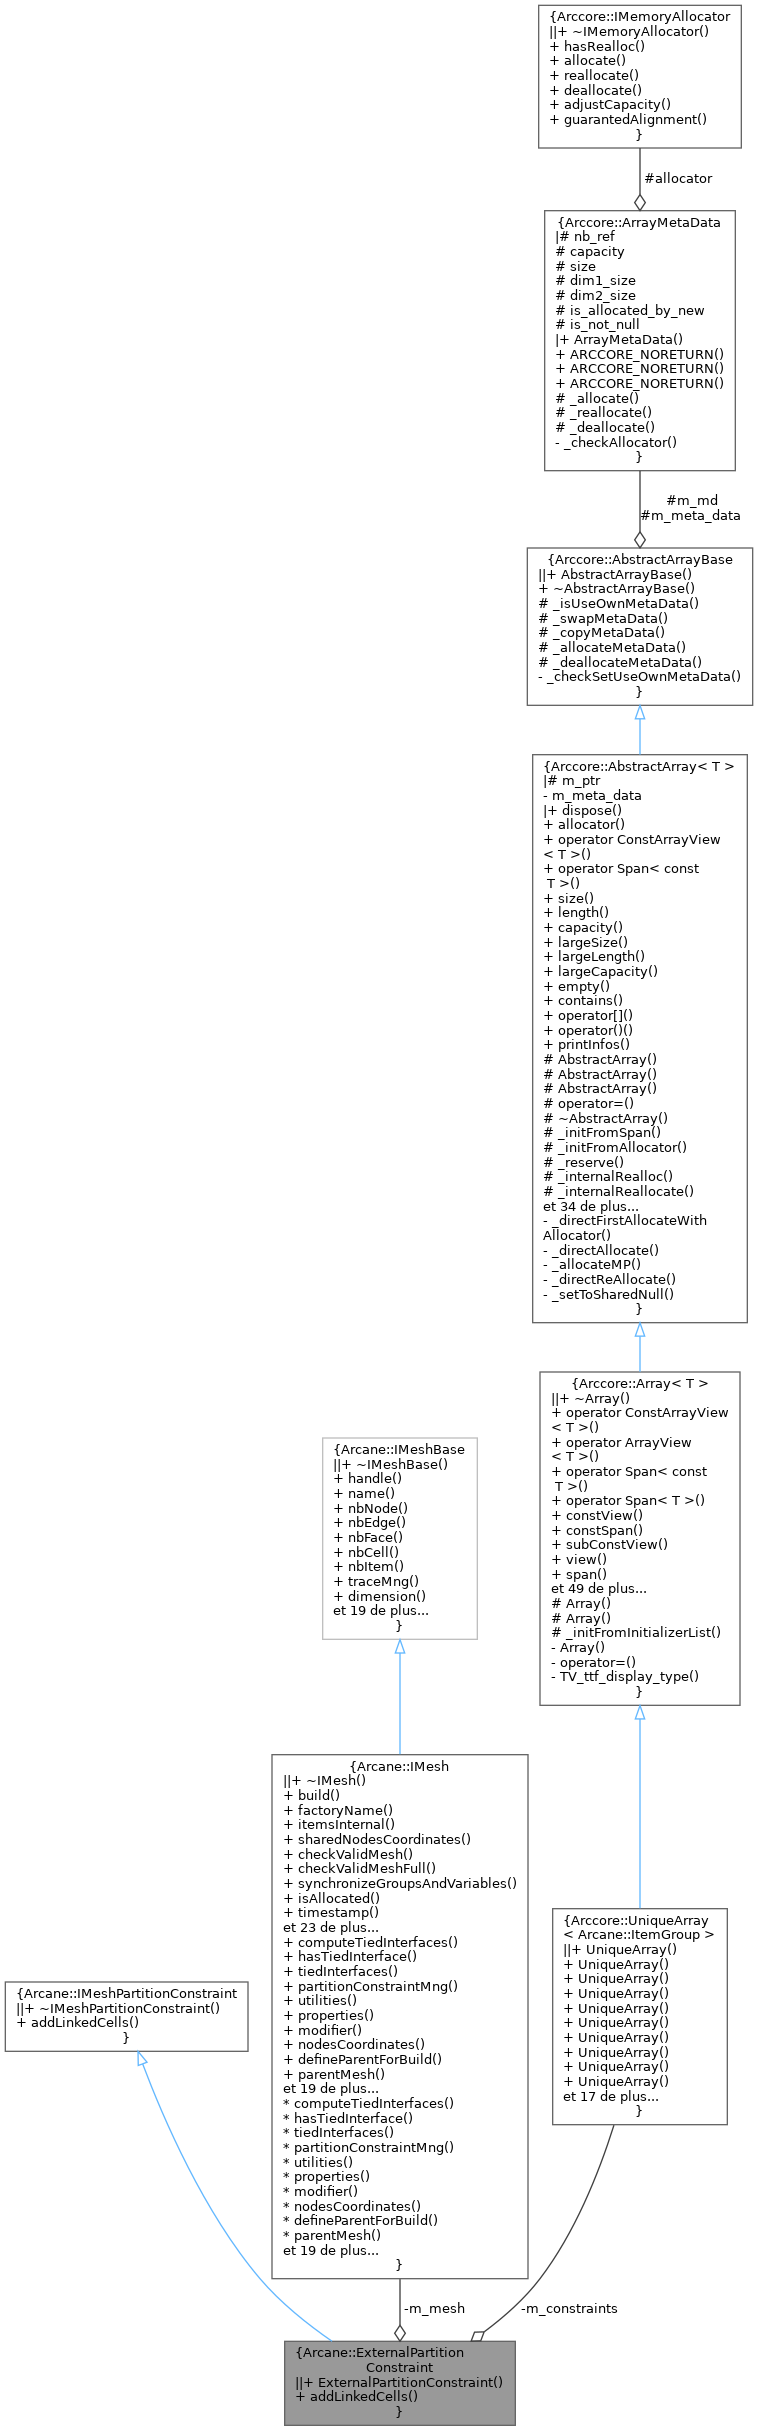 {Arccore::IMemoryAllocator
||+ ~IMemoryAllocator()
+ hasRealloc()
+ allocate()
+ reallocate()
+ deallocate()
+ adjustCapacity()
+ guarantedAlignment()
}
#allocator
{Arccore::ArrayMetaData
|# nb_ref
# capacity
# size
# dim1_size
# dim2_size
# is_allocated_by_new
# is_not_null
|+ ArrayMetaData()
+ ARCCORE_NORETURN()
+ ARCCORE_NORETURN()
+ ARCCORE_NORETURN()
# _allocate()
# _reallocate()
# _deallocate()
- _checkAllocator()
}
#m_md
#m_meta_data
{Arccore::AbstractArrayBase
||+ AbstractArrayBase()
+ ~AbstractArrayBase()
# _isUseOwnMetaData()
# _swapMetaData()
# _copyMetaData()
# _allocateMetaData()
# _deallocateMetaData()
- _checkSetUseOwnMetaData()
}
{Arccore::AbstractArray< T >
|# m_ptr
- m_meta_data
|+ dispose()
+ allocator()
+ operator ConstArrayView
< T >()
+ operator Span< const
T >()
+ size()
+ length()
+ capacity()
+ largeSize()
+ largeLength()
+ largeCapacity()
+ empty()
+ contains()
+ operator[]()
+ operator()()
+ printInfos()
# AbstractArray()
# AbstractArray()
# AbstractArray()
# operator=()
# ~AbstractArray()
# _initFromSpan()
# _initFromAllocator()
# _reserve()
# _internalRealloc()
# _internalReallocate()
et 34 de plus...
- _directFirstAllocateWith
Allocator()
- _directAllocate()
- _allocateMP()
- _directReAllocate()
- _setToSharedNull()
}
{Arccore::Array< T >
||+ ~Array()
+ operator ConstArrayView
< T >()
+ operator ArrayView
< T >()
+ operator Span< const
T >()
+ operator Span< T >()
+ constView()
+ constSpan()
+ subConstView()
+ view()
+ span()
et 49 de plus...
# Array()
# Array()
# _initFromInitializerList()
- Array()
- operator=()
- TV_ttf_display_type()
}
{Arcane::IMeshBase
||+ ~IMeshBase()
+ handle()
+ name()
+ nbNode()
+ nbEdge()
+ nbFace()
+ nbCell()
+ nbItem()
+ traceMng()
+ dimension()
et 19 de plus...
}
{Arcane::IMesh
||+ ~IMesh()
+ build()
+ factoryName()
+ itemsInternal()
+ sharedNodesCoordinates()
+ checkValidMesh()
+ checkValidMeshFull()
+ synchronizeGroupsAndVariables()
+ isAllocated()
+ timestamp()
et 23 de plus...
+ computeTiedInterfaces()
+ hasTiedInterface()
+ tiedInterfaces()
+ partitionConstraintMng()
+ utilities()
+ properties()
+ modifier()
+ nodesCoordinates()
+ defineParentForBuild()
+ parentMesh()
et 19 de plus...
* computeTiedInterfaces()
* hasTiedInterface()
* tiedInterfaces()
* partitionConstraintMng()
* utilities()
* properties()
* modifier()
* nodesCoordinates()
* defineParentForBuild()
* parentMesh()
et 19 de plus...
}
{Arccore::UniqueArray
< Arcane::ItemGroup >
||+ UniqueArray()
+ UniqueArray()
+ UniqueArray()
+ UniqueArray()
+ UniqueArray()
+ UniqueArray()
+ UniqueArray()
+ UniqueArray()
+ UniqueArray()
+ UniqueArray()
et 17 de plus...
}
{Arcane::IMeshPartitionConstraint
||+ ~IMeshPartitionConstraint()
+ addLinkedCells()
}
-m_mesh
-m_constraints
{Arcane::ExternalPartition
Constraint
||+ ExternalPartitionConstraint()
+ addLinkedCells()
}